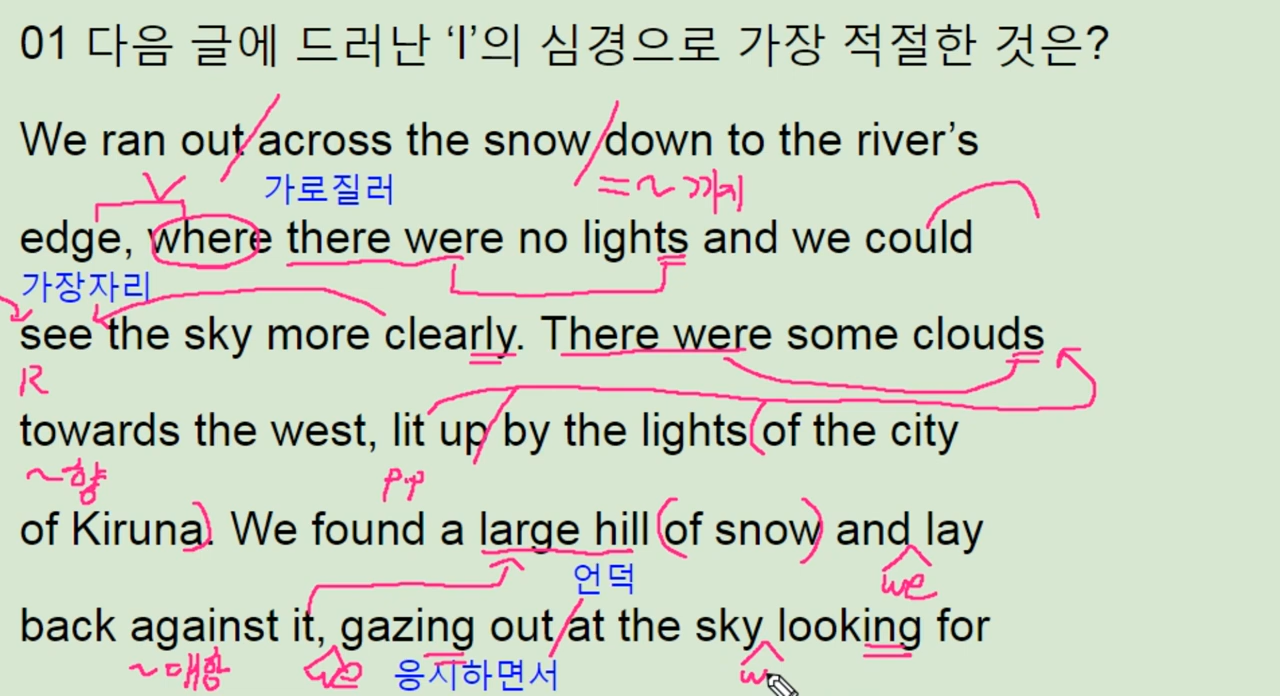 01 다음 글에 드러난 ‘I’의 심경으로 가장 적절한 것은?
We ran out across the snow down to the river’s
가로질러 = ~ 까지
edge, where there were no lights and we could
가장자리
see the sky more clearly. There were some clouds
R
towards the west, lit up by the lights (of the city
~향 p.p
of Kiruna). We found a large hill (of snow) and lay
언덕 we
back against it, gazing out at the sky looking for
~대항 응시하면서 w